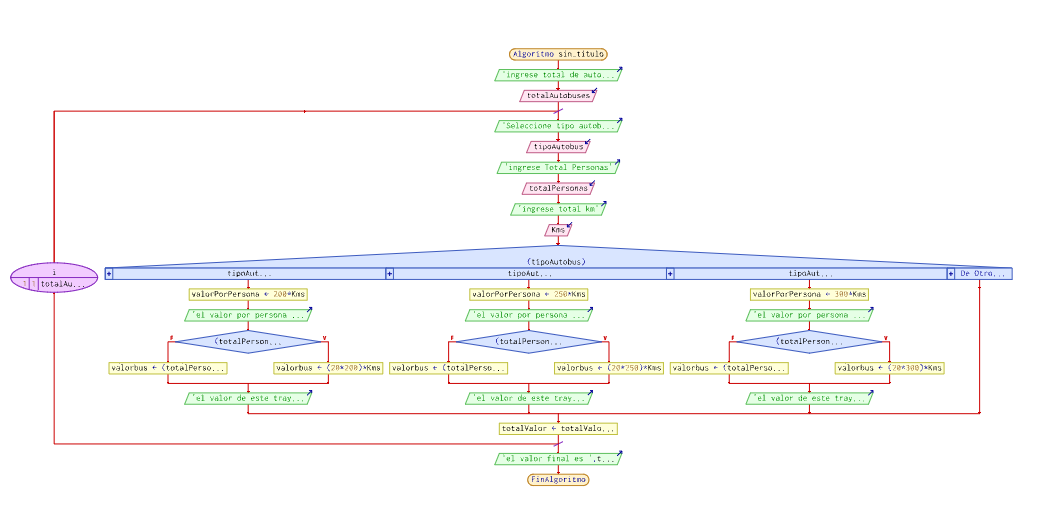 Algoritmo sin_titulo
'ingrese total de auto...
totalAutobuses
'Seleccione tipo autob...
tipoAutobus
'ingrese Total Personas'
totalPersonas
'ingrese total km'
Kms
(tipoAutobus)
i
1 1 totalAu...
+ tipoAut... + tipoAut... + tipoAut... + De Otro...
valorPorPersona ← 200*Kms valorPorPersona ← 250*Kms valorPorPersona ← 300*Kms
'el valor por persona ... 'el valor por persona ... 'el valor por persona ...
F (totalPerson... V F (totalPerson... V F (totalPerson... V
valorbus ← (totalPerso... valorbus ← (20*200)*Kms valorbus ← (totalPerso... valorbus ← (20*250)*Kms valorbus ← (totalPerso... valorbus ← (20*300)*Kms
'el valor de este tray... 'el valor de este tray... 'el valor de este tray...
totalValor ← totalValo...
'el valor final es ',t...
FinAlgoritmo